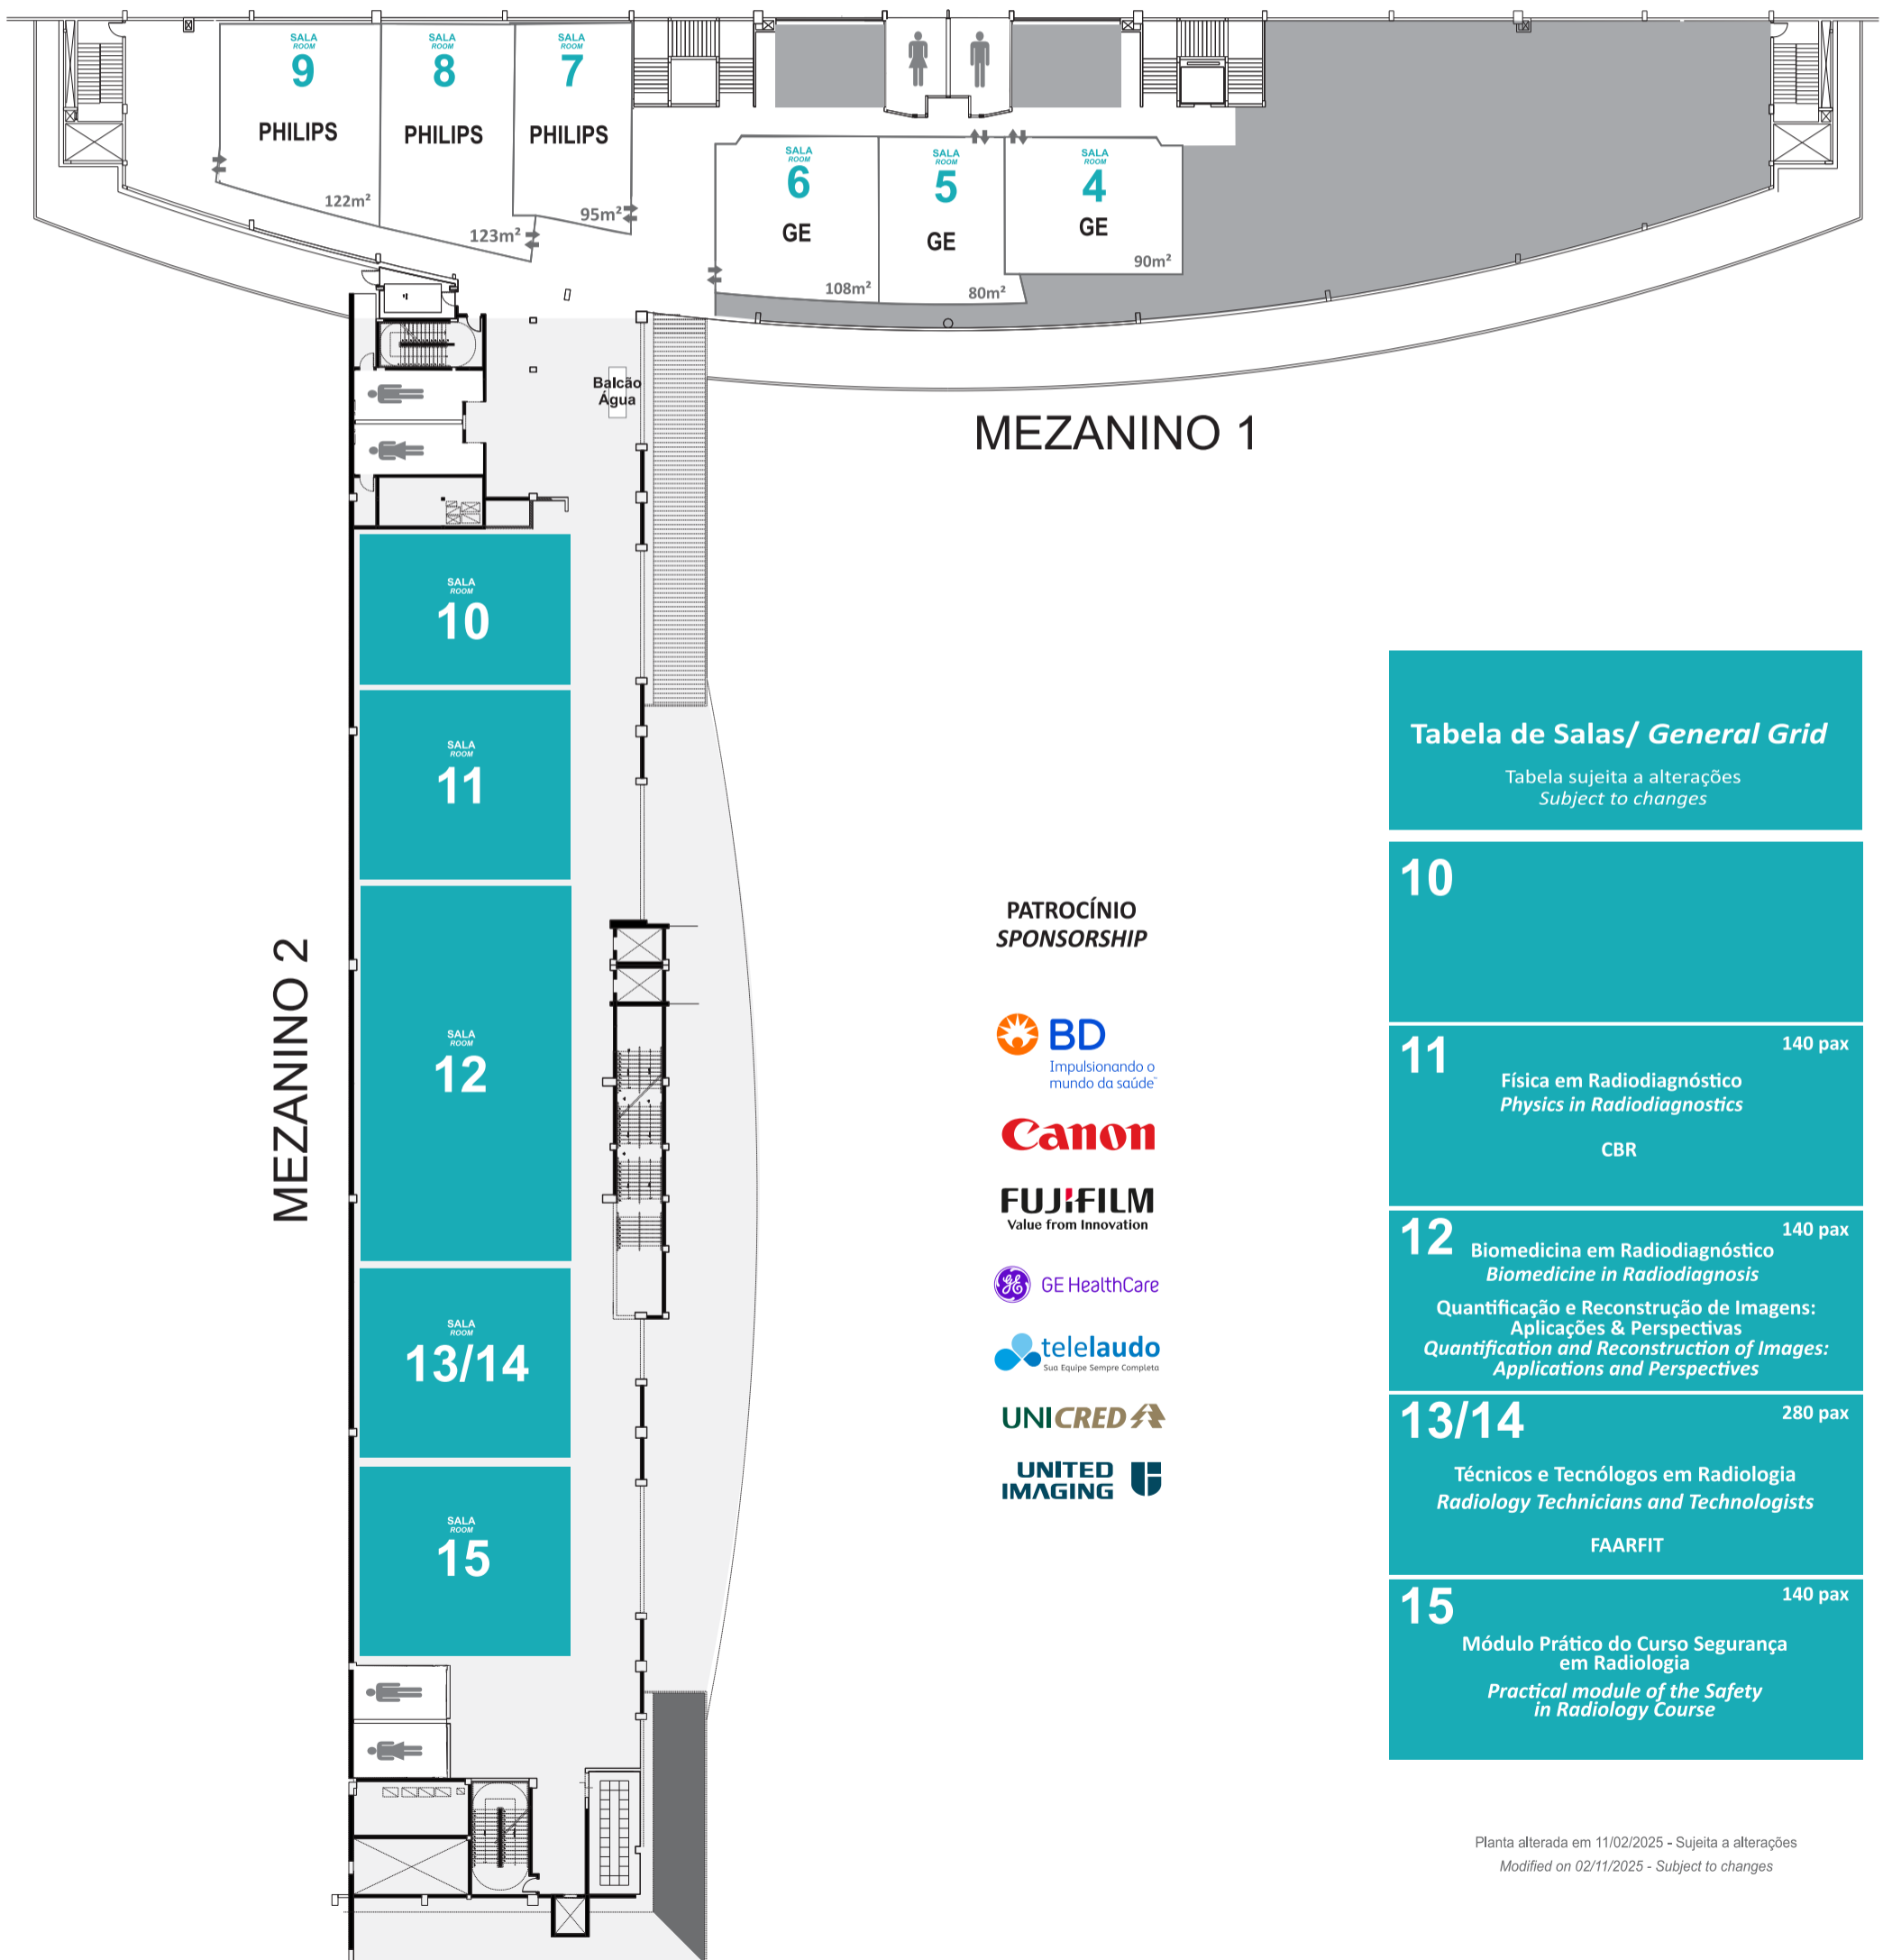 SALA
ROOM
9
PHILIPS
122m²
SALA
ROOM
8
PHILIPS
123m²
SALA
ROOM
7
PHILIPS
95m²
SALA
ROOM
6
GE
108m²
SALA
ROOM
5
GE
80m²
SALA
ROOM
4
GE
90m²
Balcão
Água
MEZANINO 1
MEZANINO 2
SALA
ROOM
10
SALA
ROOM
11
SALA
ROOM
12
SALA
ROOM
13/14
SALA
ROOM
15
PATROCÍNIO
SPONSORSHIP
BD
Impulsionando o
mundo da saúde™
Canon
FUJIFILM
Value from Innovation
GE HealthCare
telelaudo
Sua Equipe Sempre Completa
UNICRED
UNITED
IMAGING
Tabela de Salas/ General Grid
Tabela sujeita a alterações
Subject to changes
10
11 140 pax
Física em Radiodiagnóstico
Physics in Radiodiagnostics
CBR
12 140 pax
Biomedicina em Radiodiagnóstico
Biomedicine in Radiodiagnosis
Quantificação e Reconstrução de Imagens:
Aplicações & Perspectivas
Quantification and Reconstruction of Images:
Applications and Perspectives
13/14 280 pax
Técnicos e Tecnólogos em Radiologia
Radiology Technicians and Technologists
FAARFIT
15 140 pax
Módulo Prático do Curso Segurança
em Radiologia
Practical module of the Safety
in Radiology Course
Planta alterada em 11/02/2025 - Sujeita a alterações
Modified on 02/11/2025 - Subject to changes